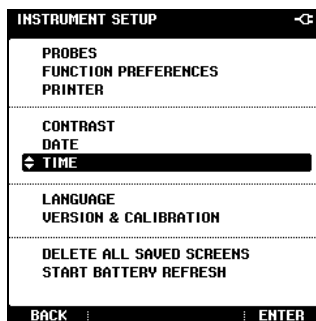 INSTRUMENT SETUP
PROBES
FUNCTION PREFERENCES
PRINTER
CONTRAST
DATE
TIME
LANGUAGE
VERSION & CALIBRATION
DELETE ALL SAVED SCREENS
START BATTERY REFRESH
BACK ENTER